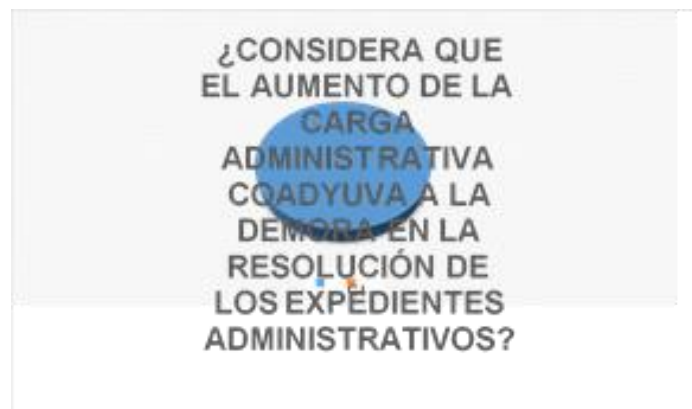 ¿CONSIDERA QUE
EL AUMENTO DE LA
CARGA
ADMINISTRATIVA
COADYUVA A LA
DEMORA EN LA
RESOLUCIÓN DE
LOS EXPEDIENTES
ADMINISTRATIVOS?